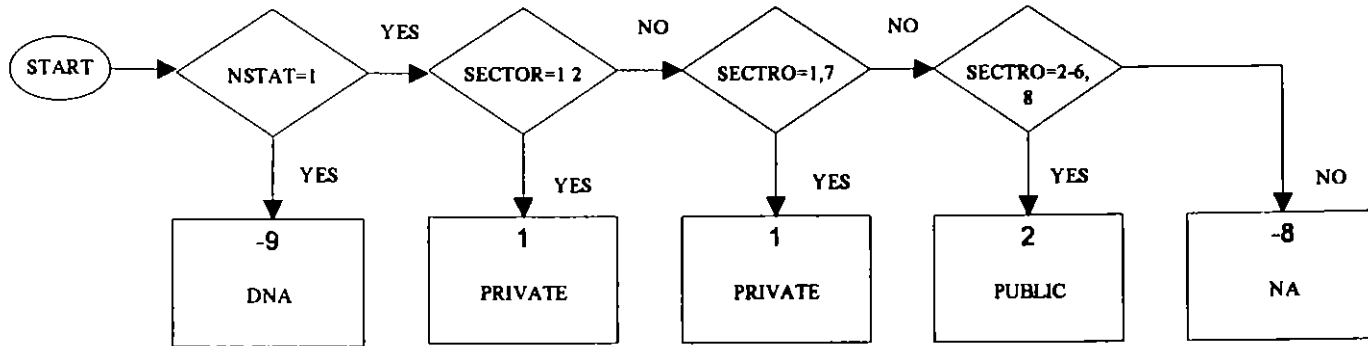 YES
NO
NO
START
NSTAT=1
SECTOR=1 2
SECTRO=1,7
SECTRO=2-6,
8
YES
YES
YES
YES
NO
-9
DNA
1
PRIVATE
1
PRIVATE
2
PUBLIC
-8
NA